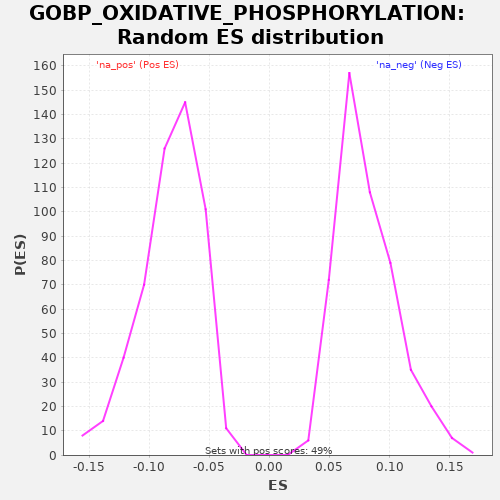 GOBP_OXIDATIVE_PHOSPHORYLATION:
Random ES distribution
'na_pos' (Pos ES)
'na_neg' (Neg ES)
P(ES)
160
150
140
130
120
110
100
90
80
70
60
50
40
30
20
10
0
Sets with pos scores: 49%
-0.15 -0.10 -0.05 0.00 0.05 0.10 0.15
ES